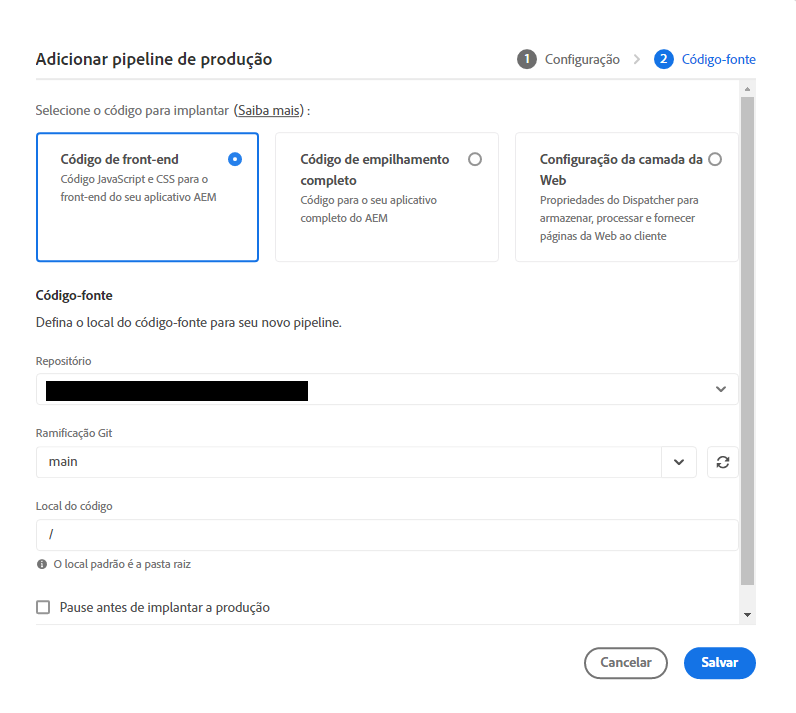 Adicionar pipeline de produção
1 Configuração > 2 Código-fonte
Selecione o código para implantar (Saiba mais) :
Código de front-end
Código JavaScript e CSS para o
front-end do seu aplicativo AEM
Código de empilhamento
completo
Código para o seu aplicativo
completo do AEM
Configuração da camada da
Web
Propriedades do Dispatcher para
armazenar, processar e fornecer
páginas da Web ao cliente
Código-fonte
Defina o local do código-fonte para seu novo pipeline.
Repositório
Ramificação Git
main
Local do código
/
O local padrão é a pasta raiz
Pause antes de implantar a produção
Cancelar
Salvar